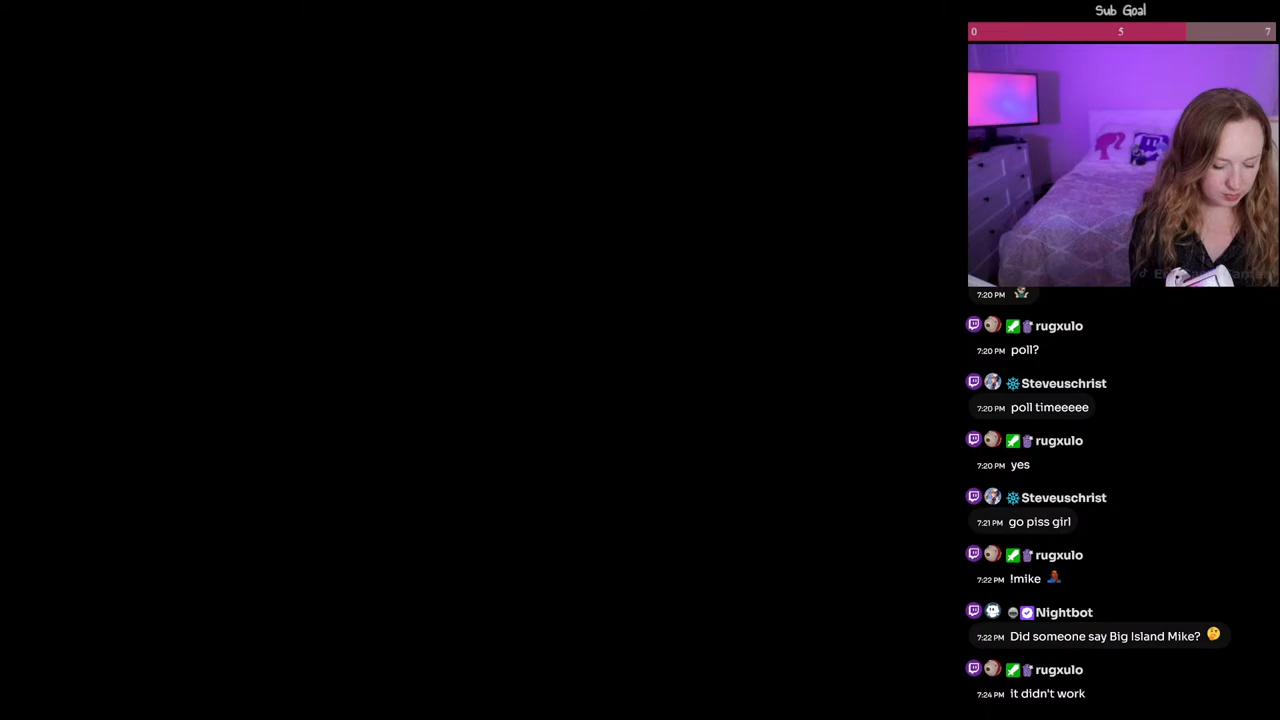 Sub Goal
0 5 7
7:20 PM
rugxulo
7:20 PM poll?
Steveuschrist
7:20 PM poll timeeeee
rugxulo
7:20 PM yes
Steveuschrist
7:21 PM go piss girl
rugxulo
7:22 PM !mike
Nightbot
7:22 PM Did someone say Big Island Mike? 🤔
rugxulo
7:24 PM it didn't work